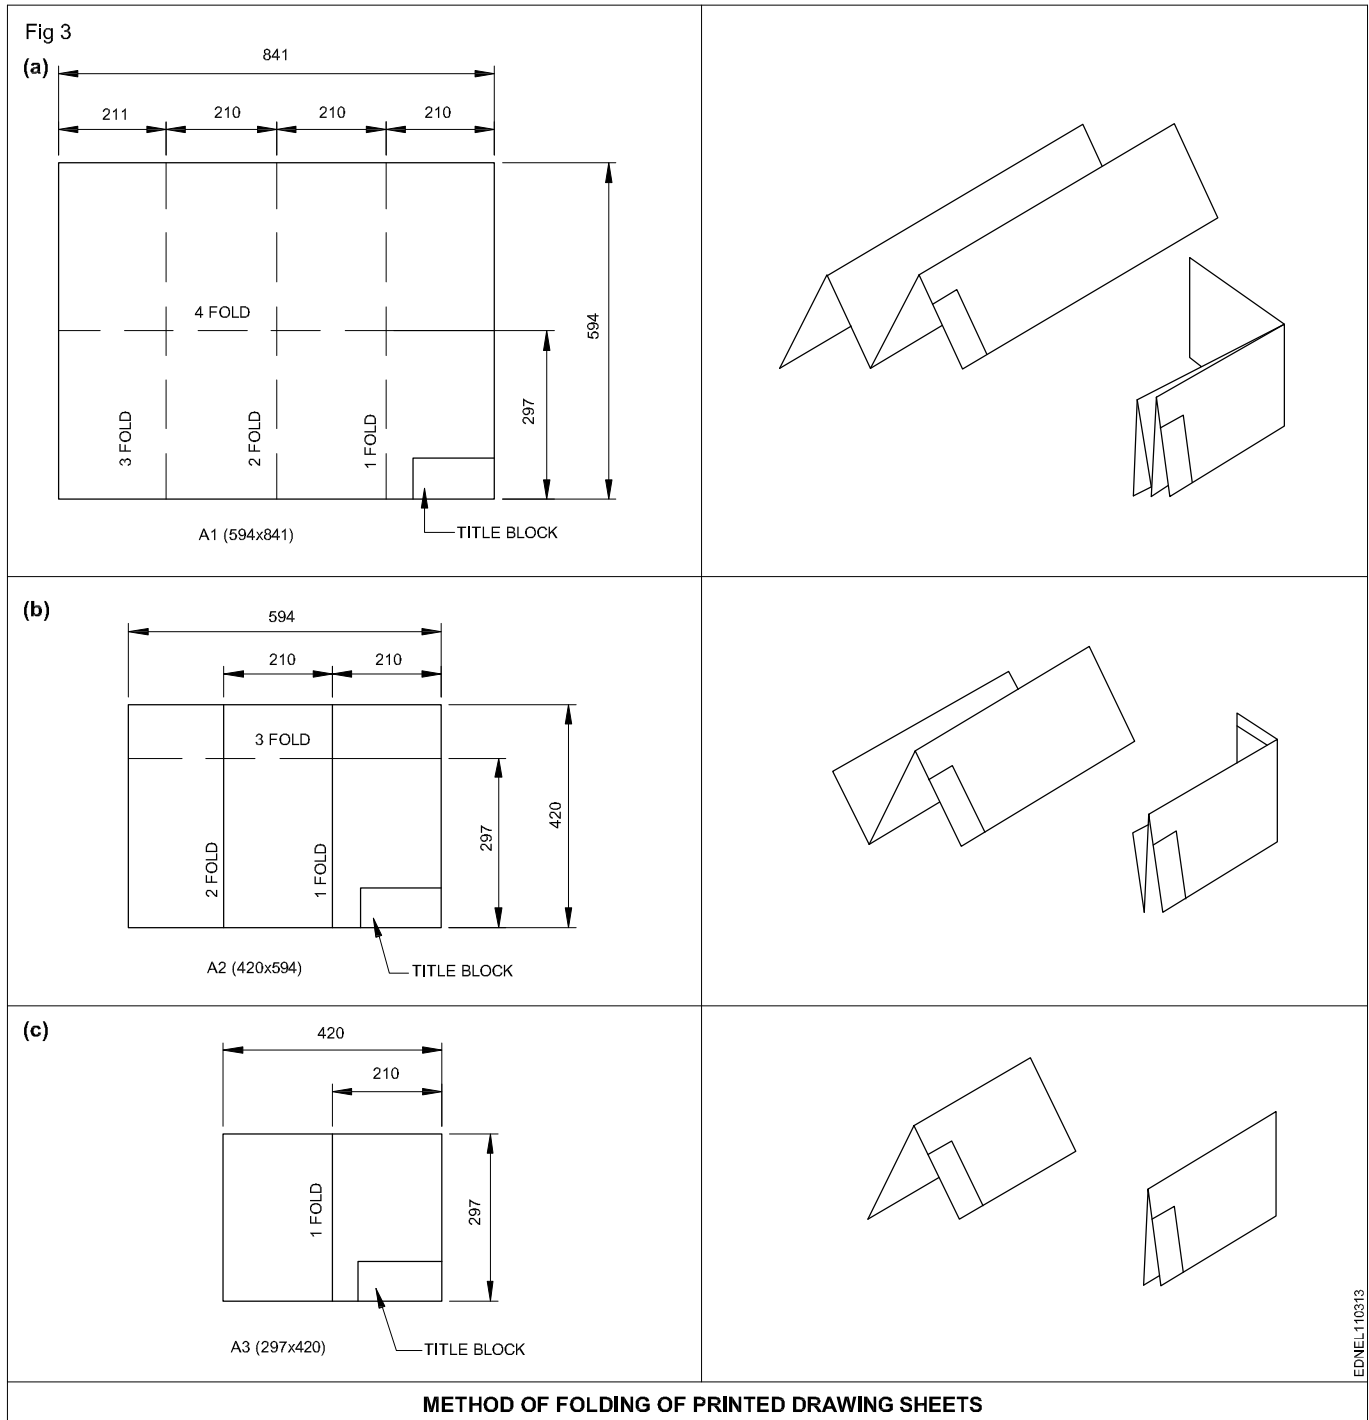 Fig 3
(a)
841
211
210
210
210
4 FOLD
594
297
3 FOLD
2 FOLD
1 FOLD
A1 (594x841)
TITLE BLOCK
(b)
594
210
210
3 FOLD
420
297
2 FOLD
1 FOLD
A2 (420x594)
TITLE BLOCK
(c)
420
210
1 FOLD
297
A3 (297x420)
TITLE BLOCK
EDNEL110313
METHOD OF FOLDING OF PRINTED DRAWING SHEETS